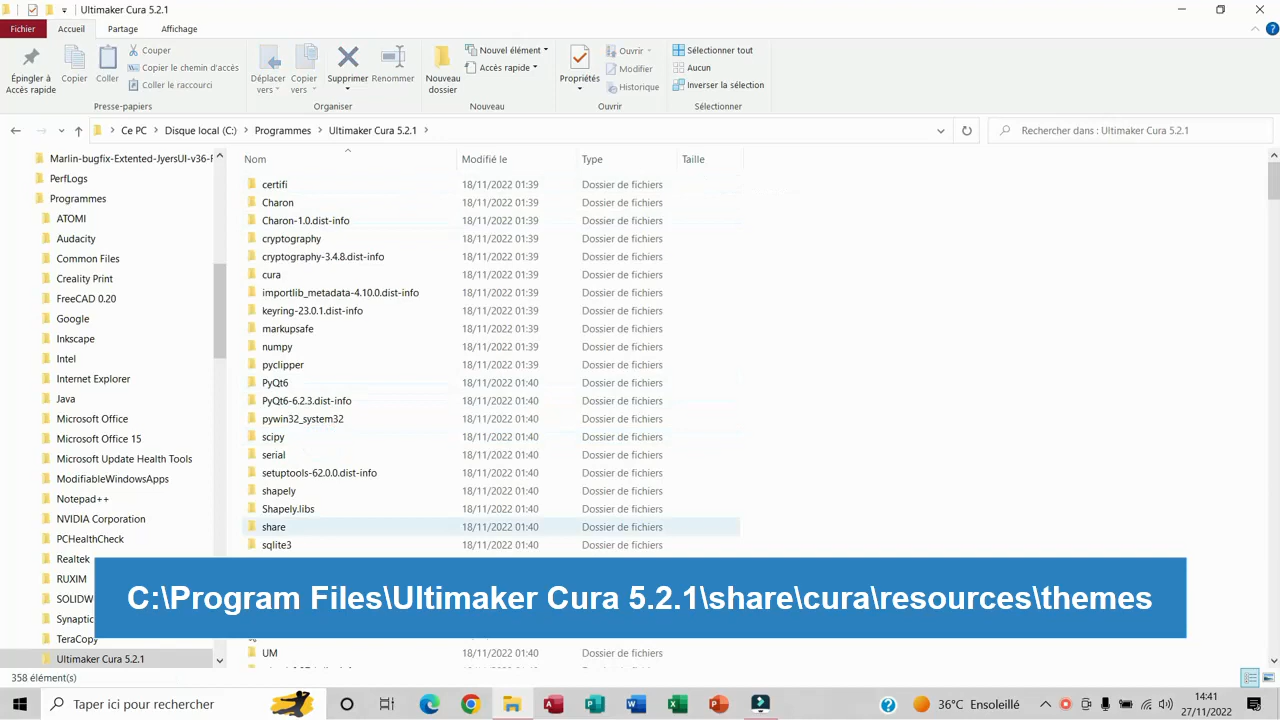 Ultimaker Cura 5.2.1
Fichier
Accueil
Partage
Affichage
Épingler à
Accès rapide
Copier
Coller
Couper
Copier le chemin d'accès
Coller le raccourci
Presse-papiers
Déplacer
vers
Copier
vers
Supprimer
Renommer
Organiser
Nouveau
dossier
Nouvel élément
Accès rapide
Nouveau
Propriétés
Ouvrir
Modifier
Historique
Ouvrir
Sélectionner tout
Aucun
Inverser la sélection
Sélectionner
Ce PC > Disque local (C:) > Programmes > Ultimaker Cura 5.2.1 >
Rechercher dans : Ultimaker Cura 5.2.1
Marlin-bugfix-Extented-JyersUI-v36-F
PerfLogs
Programmes
ATOMI
Audacity
Common Files
Creality Print
FreeCAD 0.20
Google
Inkscape
Intel
Internet Explorer
Java
Microsoft Office
Microsoft Office 15
Microsoft Update Health Tools
ModifiableWindowsApps
Notepad++
NVIDIA Corporation
PCHealthCheck
Realtek
RUXIM
SOLIDW
Synaptic
TeraCopy
Ultimaker Cura 5.2.1
Nom Modifié le Type Taille
certifi 18/11/2022 01:39 Dossier de fichiers
Charon 18/11/2022 01:39 Dossier de fichiers
Charon-1.0.dist-info 18/11/2022 01:39 Dossier de fichiers
cryptography 18/11/2022 01:39 Dossier de fichiers
cryptography-3.4.8.dist-info 18/11/2022 01:39 Dossier de fichiers
cura 18/11/2022 01:39 Dossier de fichiers
importlib_metadata-4.10.0.dist-info 18/11/2022 01:39 Dossier de fichiers
keyring-23.0.1.dist-info 18/11/2022 01:39 Dossier de fichiers
markupsafe 18/11/2022 01:39 Dossier de fichiers
numpy 18/11/2022 01:39 Dossier de fichiers
pyclipper 18/11/2022 01:39 Dossier de fichiers
PyQt6 18/11/2022 01:40 Dossier de fichiers
PyQt6-6.2.3.dist-info 18/11/2022 01:40 Dossier de fichiers
pywin32_system32 18/11/2022 01:40 Dossier de fichiers
scipy 18/11/2022 01:40 Dossier de fichiers
serial 18/11/2022 01:40 Dossier de fichiers
setuptools-62.0.0.dist-info 18/11/2022 01:40 Dossier de fichiers
shapely 18/11/2022 01:40 Dossier de fichiers
Shapely.libs 18/11/2022 01:40 Dossier de fichiers
share 18/11/2022 01:40 Dossier de fichiers
sqlite3 18/11/2022 01:40 Dossier de fichiers
C:\Program Files\Ultimaker Cura 5.2.1\share\cura\resources\themes
UM 18/11/2022 01:40 Dossier de fichiers
358 élément(s)
Taper ici pour rechercher
36°C Ensoleillé
14:41
27/11/2022